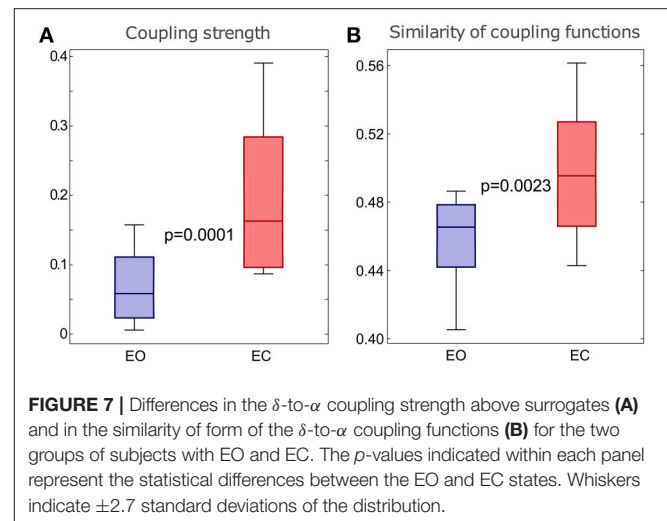 A
Coupling strength
0.4
0.3
0.2
0.1
0
p=0.0001
EO
EC
B
Similarity of coupling functions
0.56
0.52
0.48
0.44
0.40
p=0.0023
EO
EC
FIGURE 7 | Differences in the δ-to-α coupling strength above surrogates (A)
and in the similarity of form of the δ-to-α coupling functions (B) for the two
groups of subjects with EO and EC. The p-values indicated within each panel
represent the statistical differences between the EO and EC states. Whiskers
indicate ±2.7 standard deviations of the distribution.